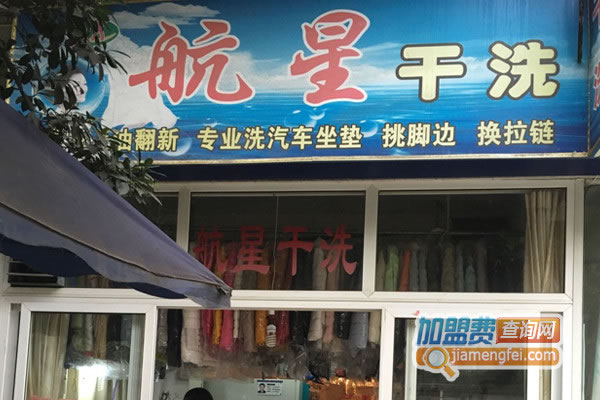 航星干洗
油翻新 专业洗汽车坐垫 挑脚边 换拉链
航星干洗
加盟费查询网
jiamengfei.com